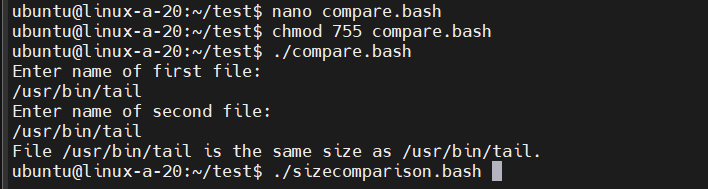 ubuntu@linux-a-20:~/test$ nano compare.bash
ubuntu@linux-a-20:~/test$ chmod 755 compare.bash
ubuntu@linux-a-20:~/test$ ./compare.bash
Enter name of first file:
/usr/bin/tail
Enter name of second file:
/usr/bin/tail
File /usr/bin/tail is the same size as /usr/bin/tail.
ubuntu@linux-a-20:~/test$ ./sizecomparison.bash